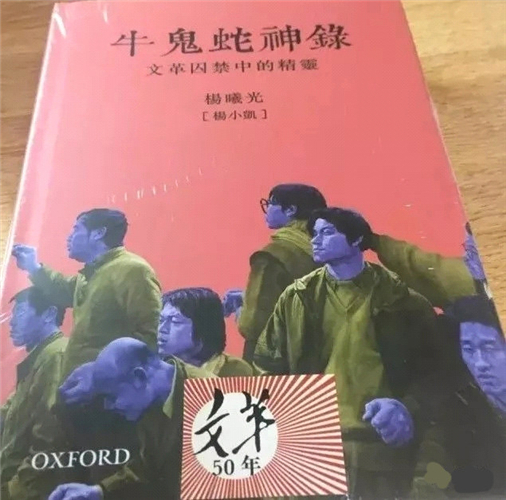 牛鬼蛇神錄
文革囚禁中的精靈
楊曦光
[楊小凱]
文革
50年
OXFORD